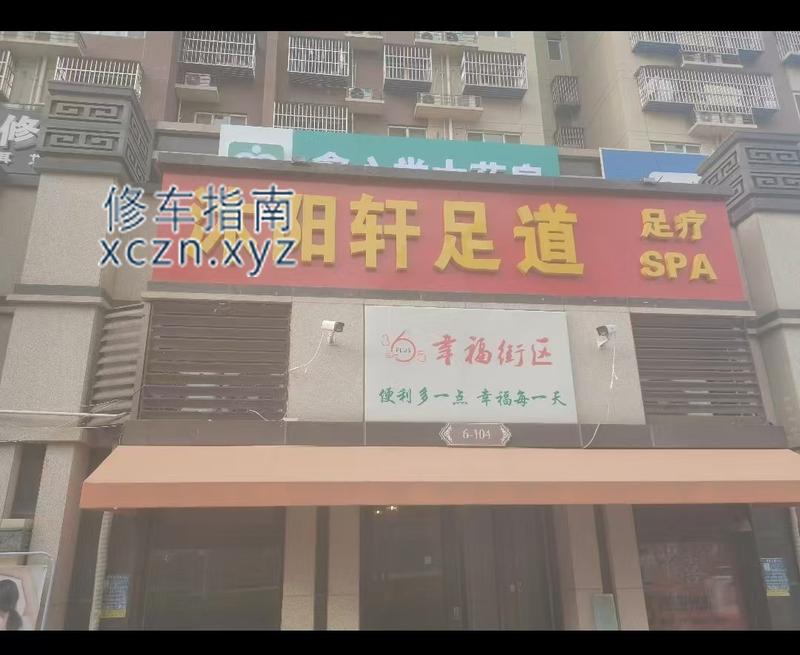 修
修车指南
xczn.xyz
阳轩足道
足疗
SPA
幸福街区
便利多一点 幸福每一天
6-104